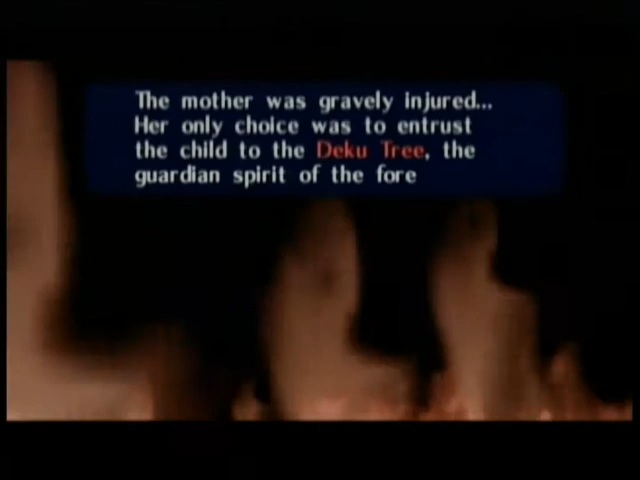 The mother was gravely injured...
Her only choice was to entrust
the child to the Deku Tree, the
guardian spirit of the fore